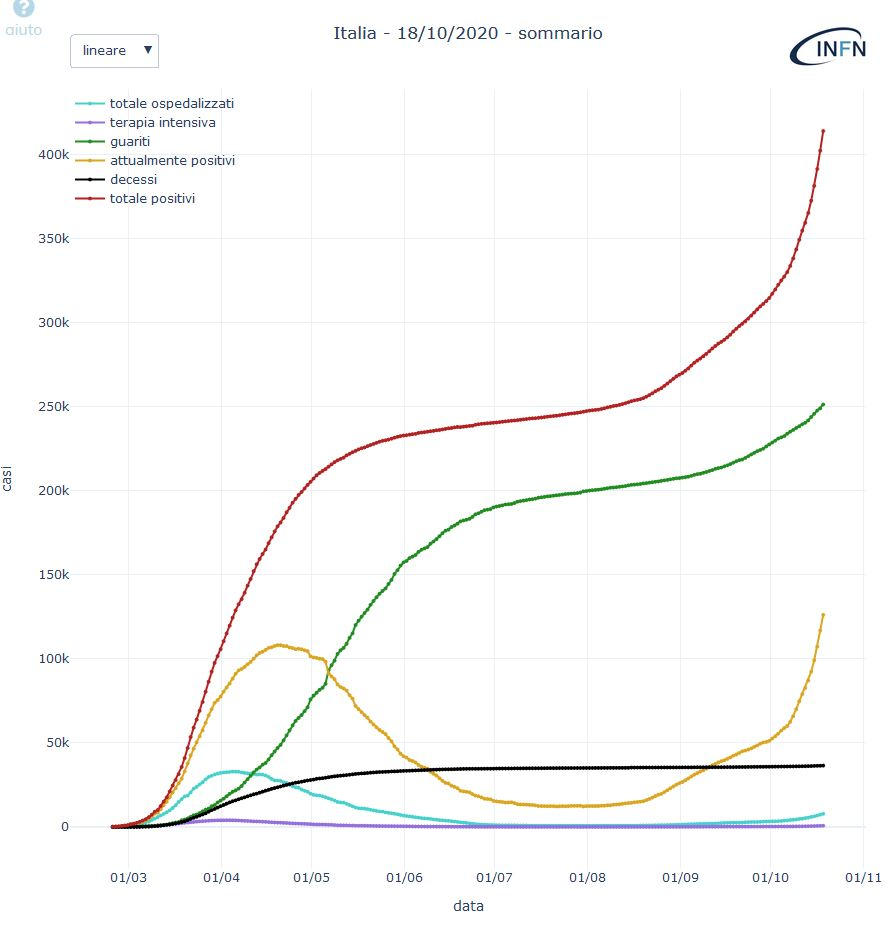 ?
aiuto
Italia - 18/10/2020 - sommario
lineare ▼
INFN
totale ospedalizzati
terapia intensiva
guariti
attualmente positivi
decessi
totale positivi
400k
350k
300k
250k
200k
150k
100k
50k
0
casi
01/03 01/04 01/05 01/06 01/07 01/08 01/09 01/10 01/11
data